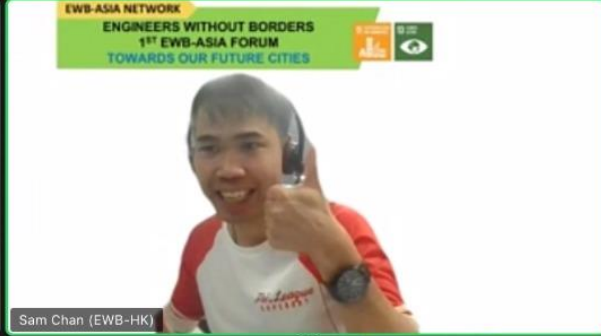 EWB-ASIA NETWORK
ENGINEERS WITHOUT BORDERS
1ST EWB-ASIA FORUM
TOWARDS OUR FUTURE CITIES
Sam Chan (EWB-HK)